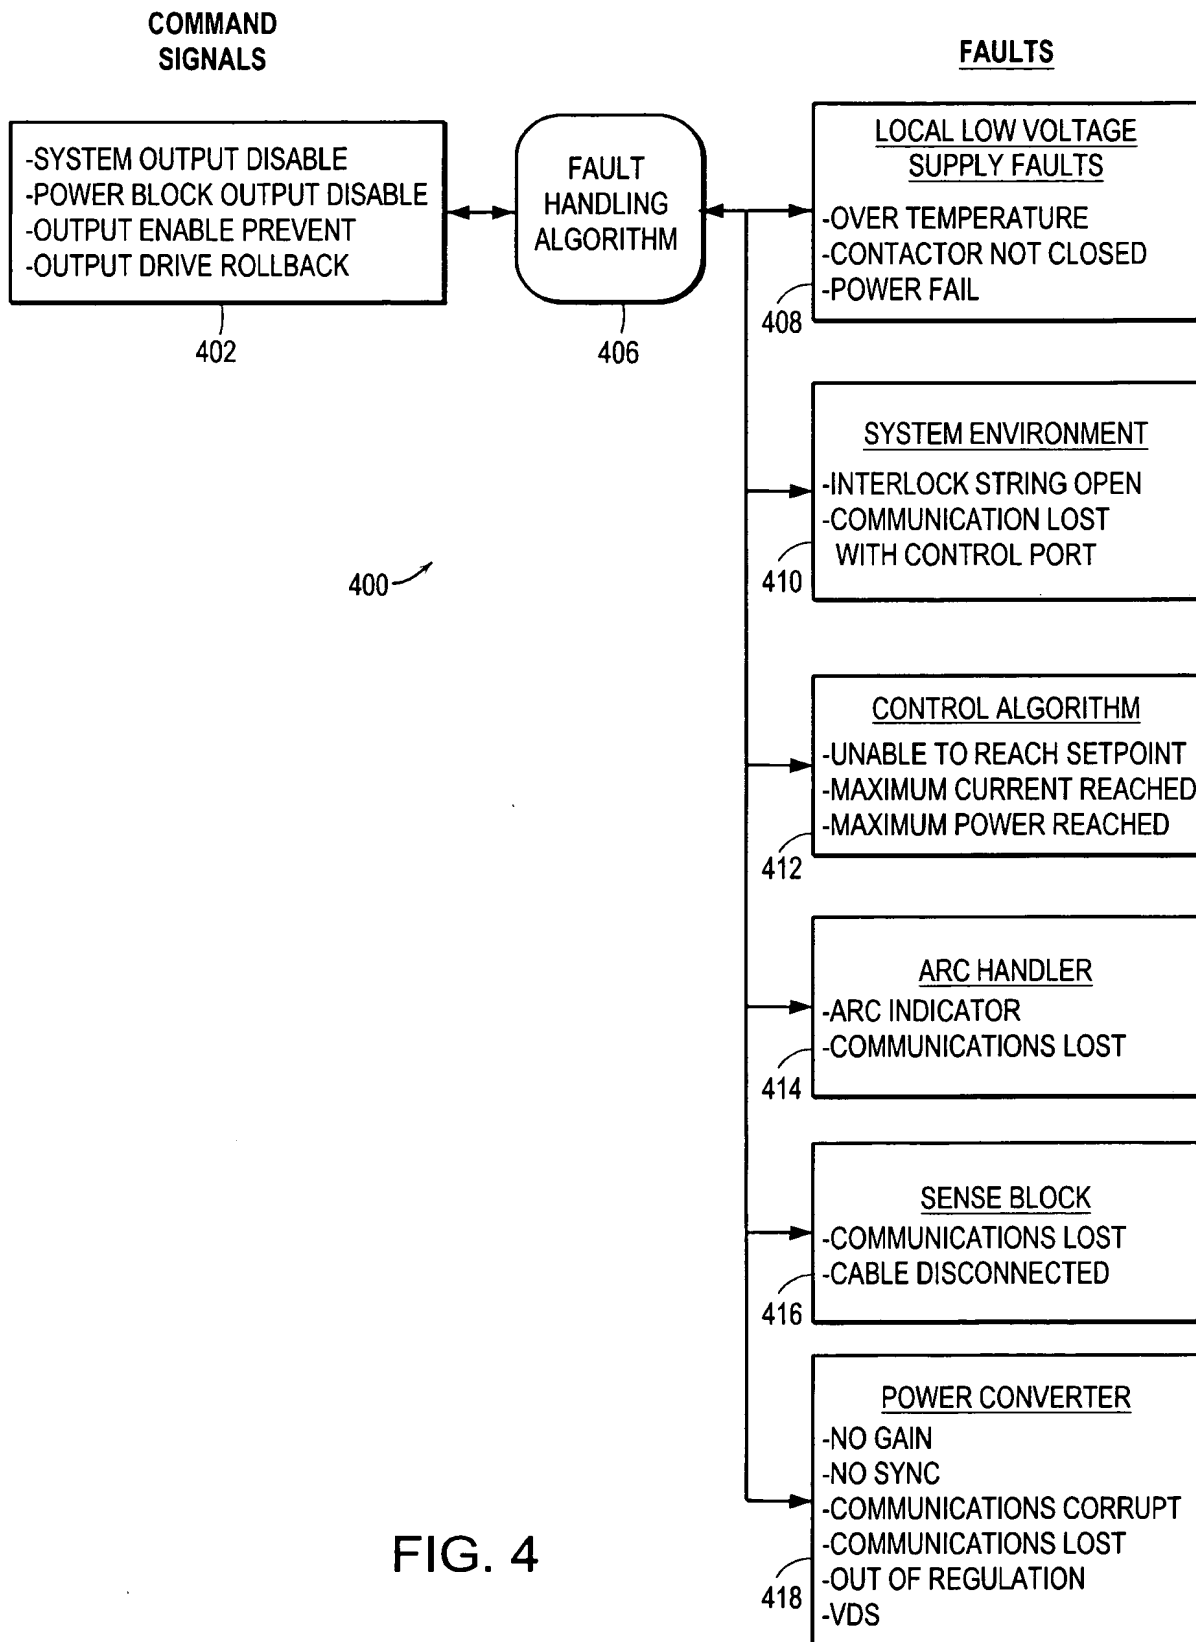 COMMAND
SIGNALS
-SYSTEM OUTPUT DISABLE
-POWER BLOCK OUTPUT DISABLE
-OUTPUT ENABLE PREVENT
-OUTPUT DRIVE ROLLBACK
402
FAULT
HANDLING
ALGORITHM
406
FAULTS
LOCAL LOW VOLTAGE
SUPPLY FAULTS
-OVER TEMPERATURE
-CONTACTOR NOT CLOSED
-POWER FAIL
408
SYSTEM ENVIRONMENT
-INTERLOCK STRING OPEN
-COMMUNICATION LOST
WITH CONTROL PORT
410
400
CONTROL ALGORITHM
-UNABLE TO REACH SETPOINT
-MAXIMUM CURRENT REACHED
-MAXIMUM POWER REACHED
412
ARC HANDLER
-ARC INDICATOR
-COMMUNICATIONS LOST
414
SENSE BLOCK
-COMMUNICATIONS LOST
-CABLE DISCONNECTED
416
POWER CONVERTER
-NO GAIN
-NO SYNC
-COMMUNICATIONS CORRUPT
-COMMUNICATIONS LOST
-OUT OF REGULATION
-VDS
418
FIG. 4